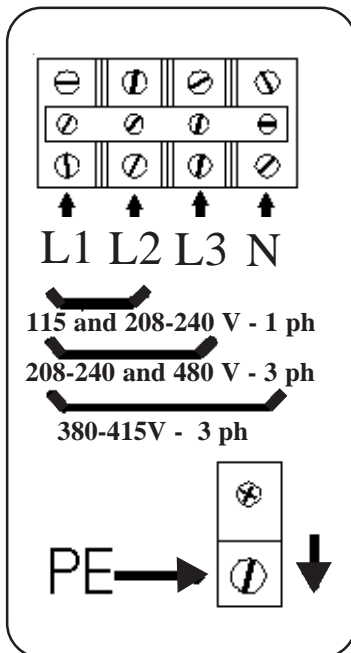 L1 L2 L3 N
115 and 208-240 V - 1 ph
208-240 and 480 V - 3 ph
380-415V - 3 ph
PE